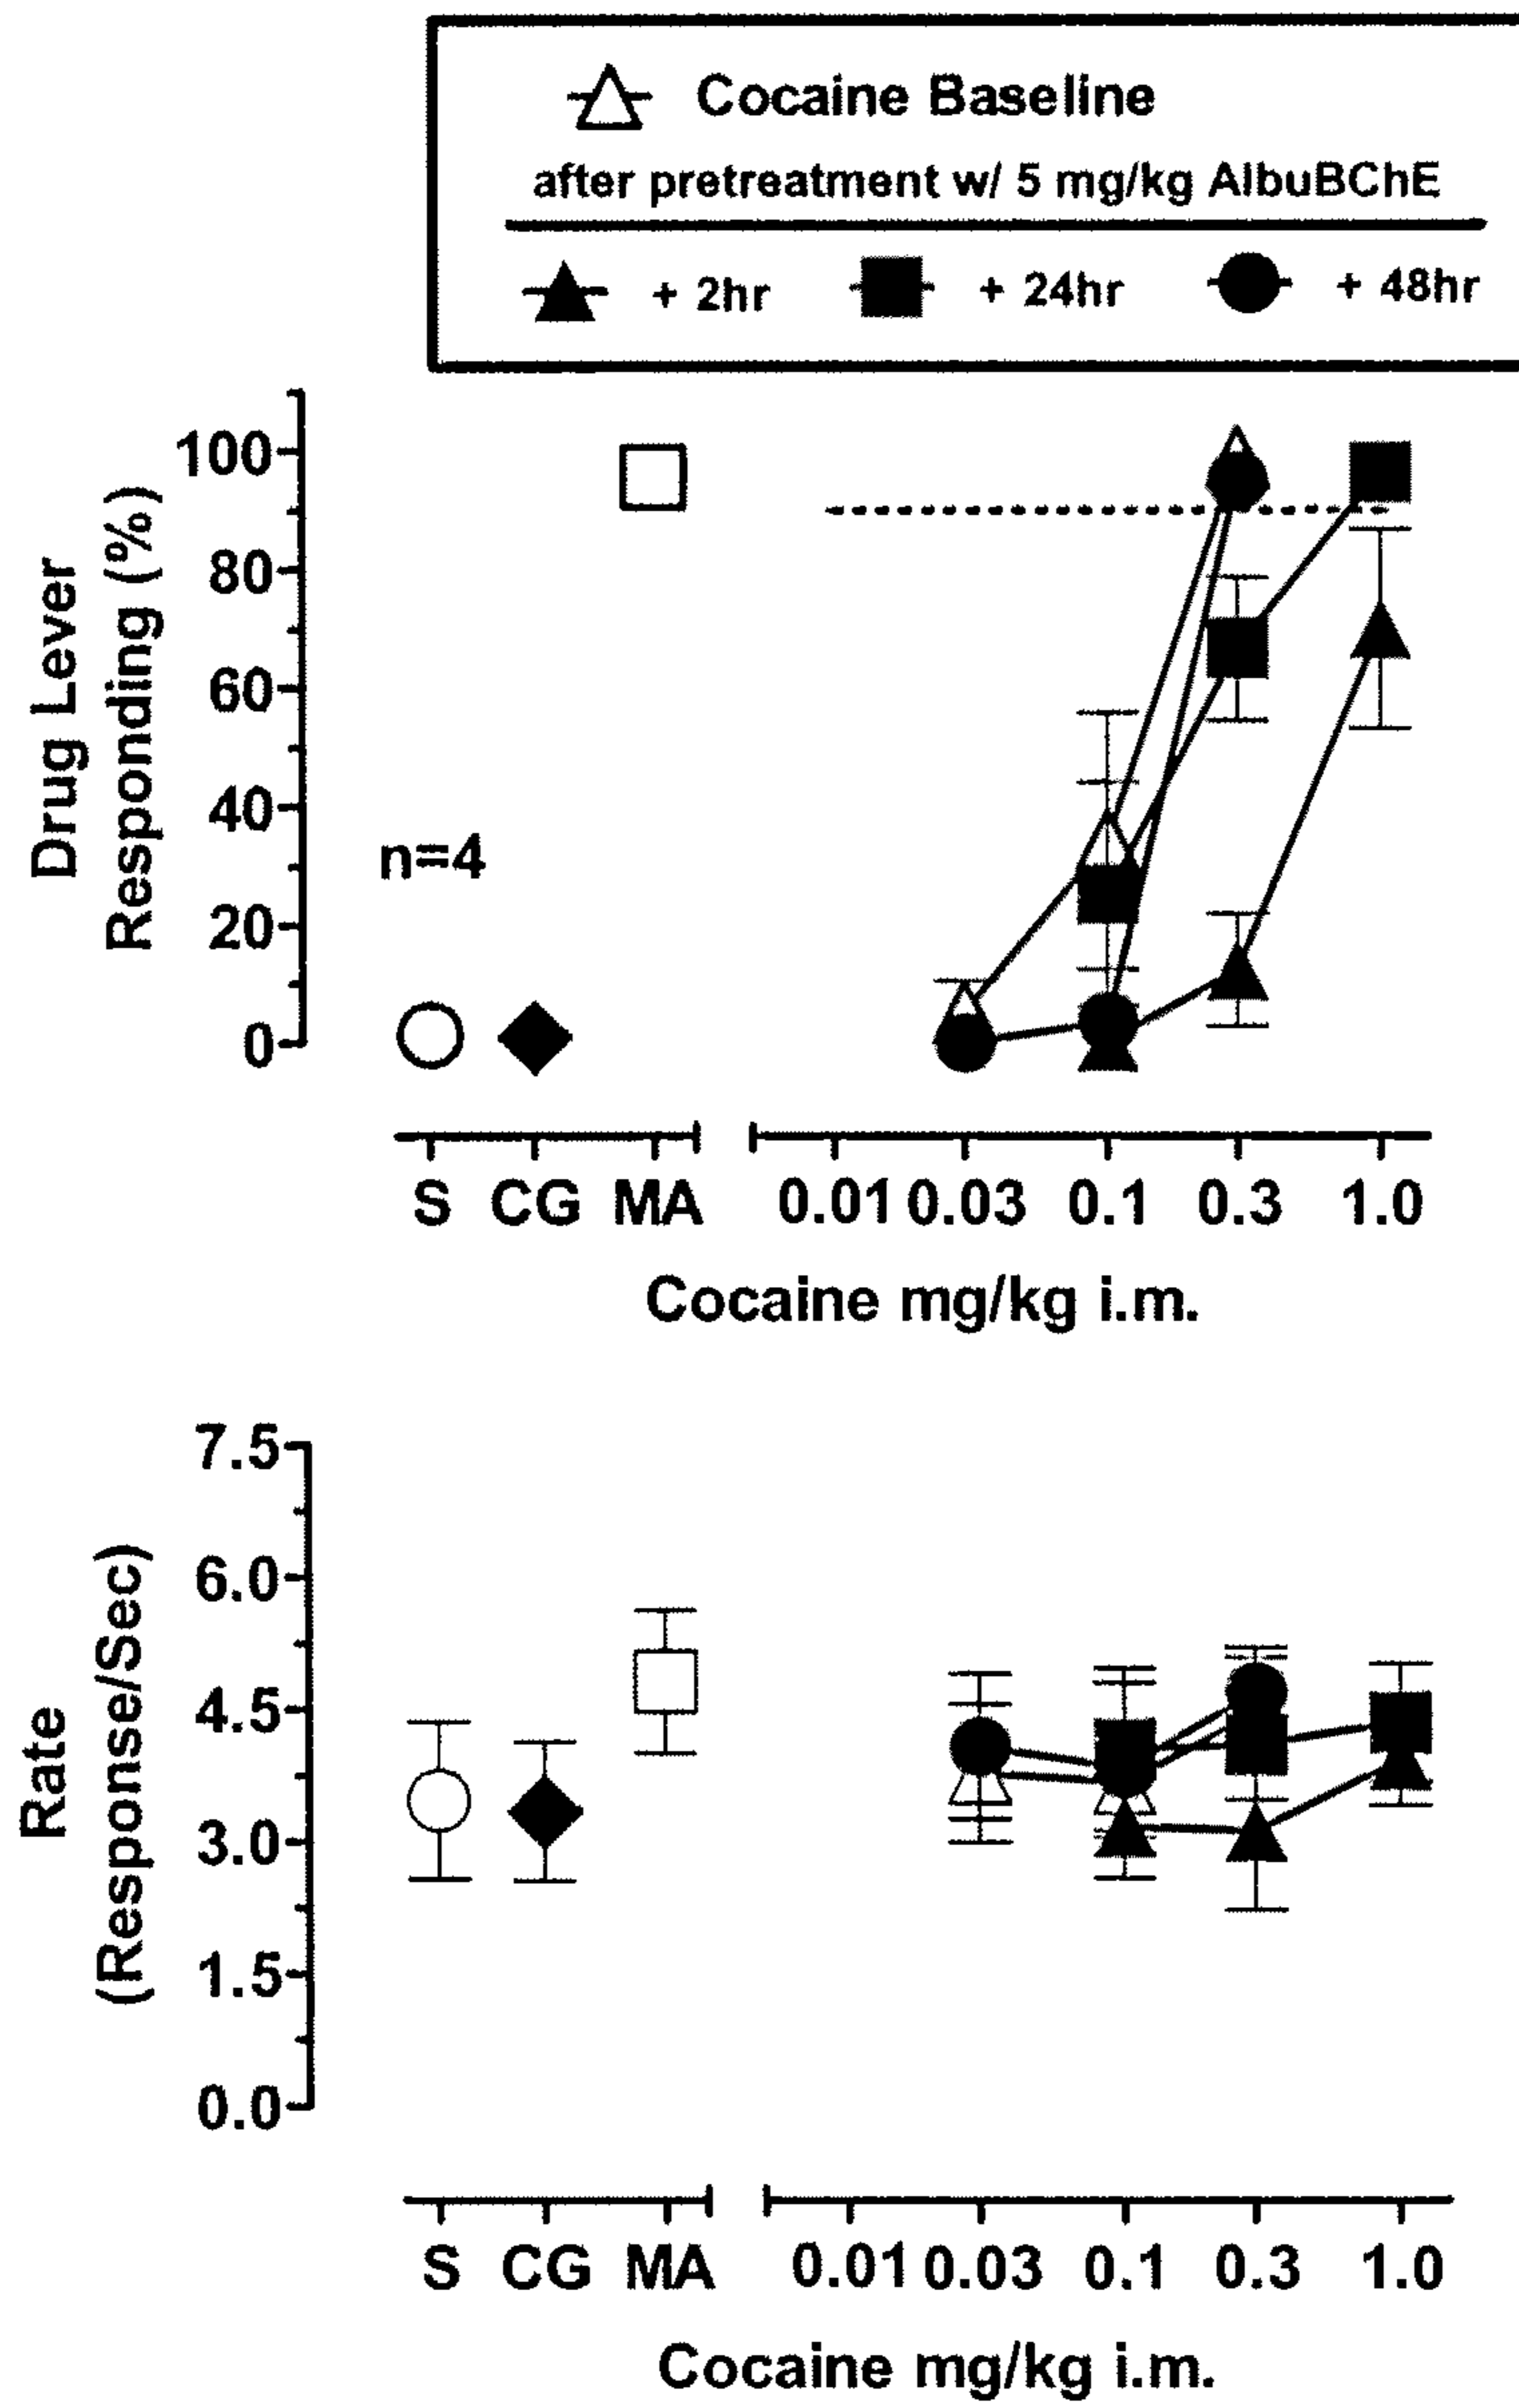 Cocaine Baseline
after pretreatment w/ 5 mg/kg AlbuBChE
+ 2hr + 24hr + 48hr
Drug Lever
Responding (%)
100
80
60
40
20
0
n=4
S CG MA 0.01 0.03 0.1 0.3 1.0
Cocaine mg/kg i.m.
Rate
(Response/Sec)
7.5
6.0
4.5
3.0
1.5
0.0
S CG MA 0.01 0.03 0.1 0.3 1.0
Cocaine mg/kg i.m.